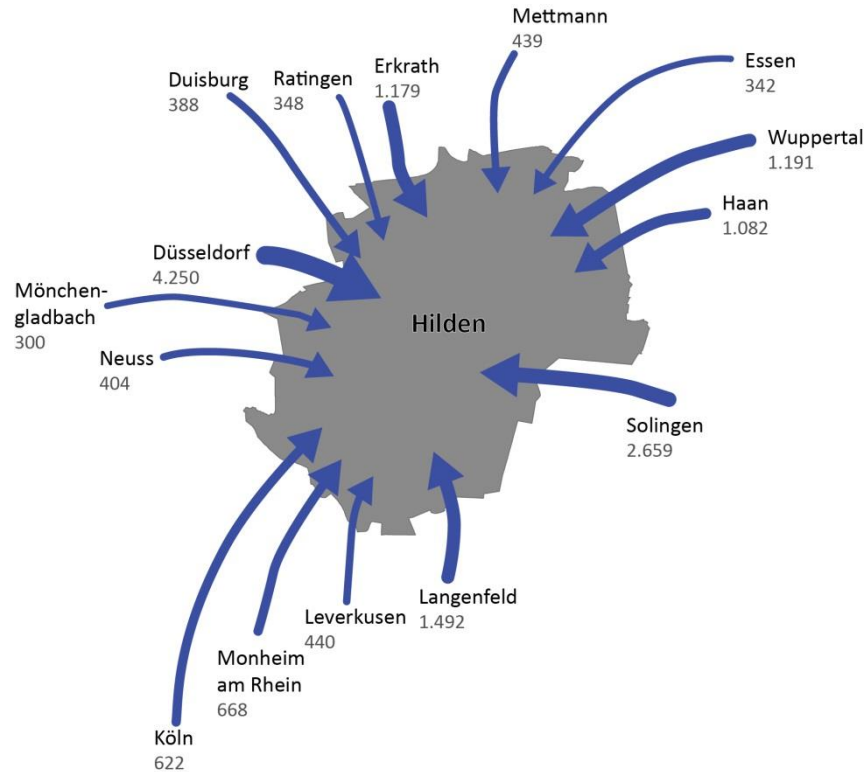 Mettmann
439
Essen
342
Erkrath
1.179
Ratingen
348
Duisburg
388
Wuppertal
1.191
Haan
1.082
Düsseldorf
4.250
Mönchen-
gladbach
300
Hilden
Neuss
404
Solingen
2.659
Langenfeld
1.492
Leverkusen
440
Monheim
am Rhein
668
Köln
622